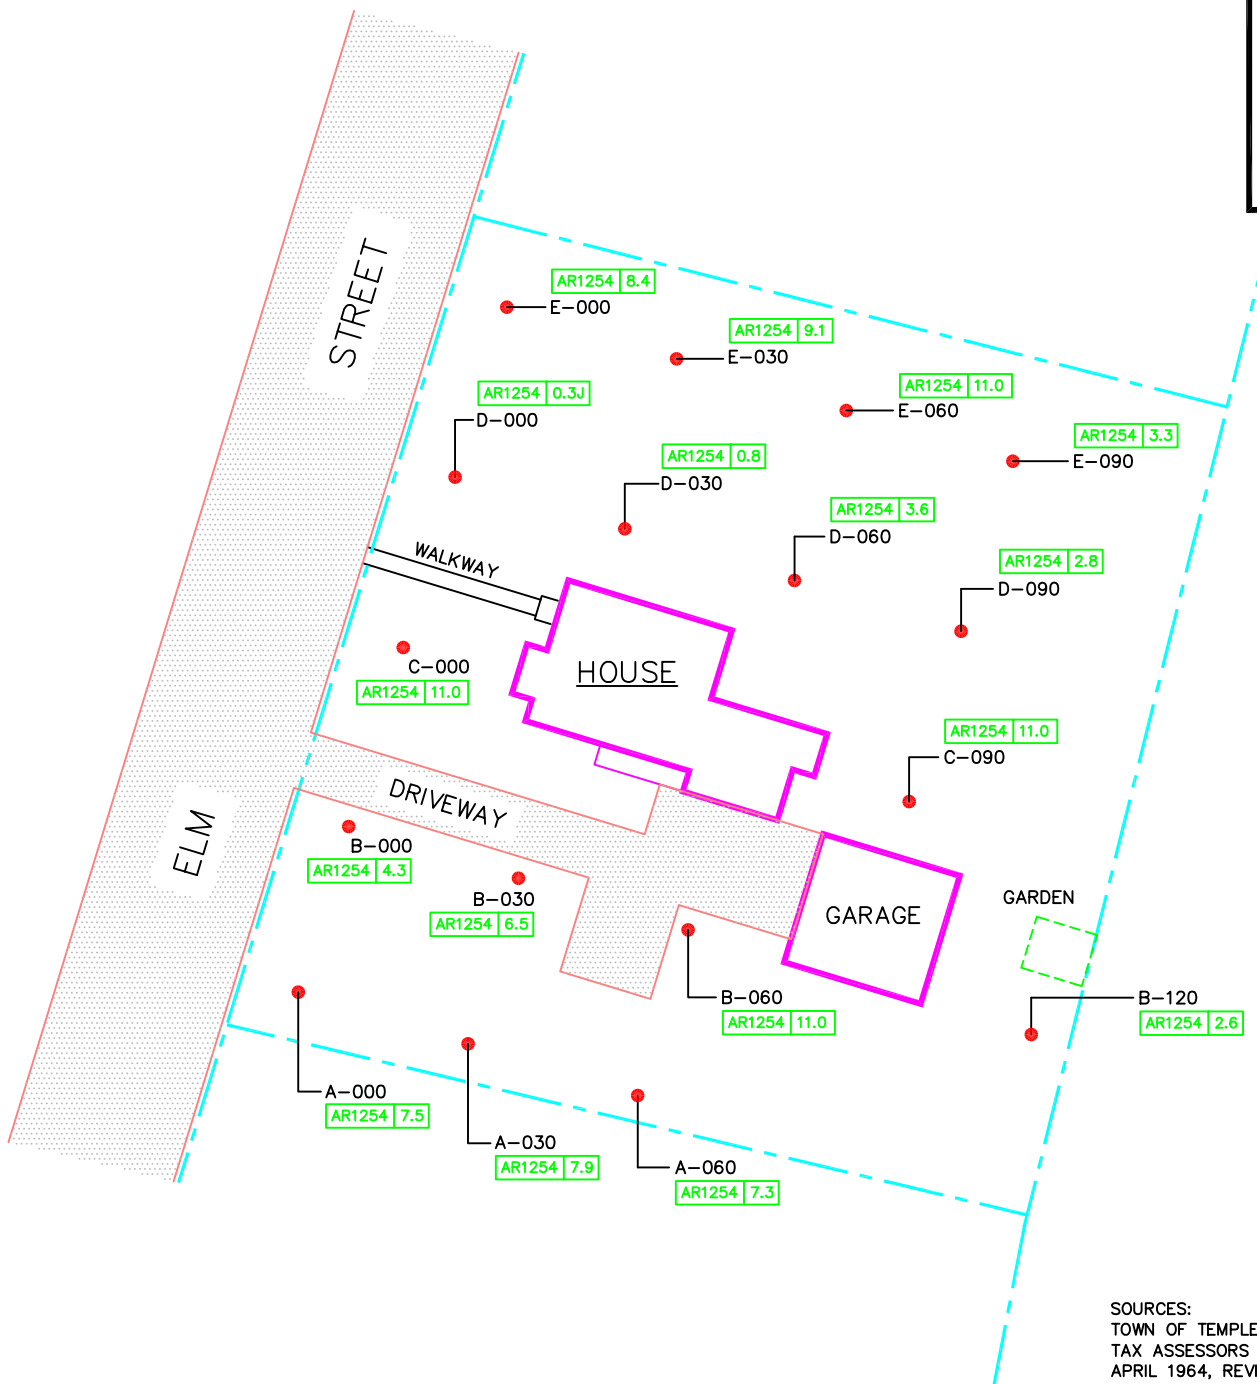 AR1254 8.4
E-000
AR1254 9.1
E-030
STREET
AR1254 11.0
E-060
AR1254 0.3J
D-000
AR1254 3.3
E-090
AR1254 0.8
D-030
AR1254 3.6
D-060
WALKWAY
AR1254 2.8
D-090
C-000
AR1254 11.0
HOUSE
AR1254 11.0
C-090
DRIVEWAY
ELM
B-000
AR1254 4.3
B-030
AR1254 6.5
GARAGE
GARDEN
B-060
AR1254 11.0
B-120
AR1254 2.6
A-000
AR1254 7.5
A-030
AR1254 7.9
A-060
AR1254 7.3
SOURCES:
TOWN OF TEMPLE
TAX ASSESSORS
APRIL 1964, REVI